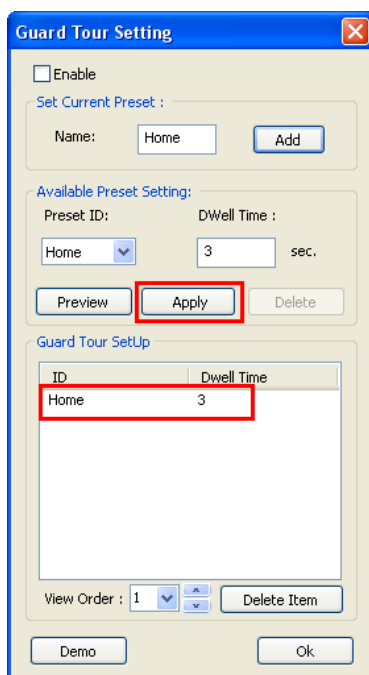 Guard Tour Setting
Enable
Set Current Preset :
Name: Home Add
Available Preset Setting:
Preset ID: DWell Time :
Home 3 sec.
Preview Apply Delete
Guard Tour SetUp
ID Dwell Time
Home 3
View Order : 1 Delete Item
Demo Ok